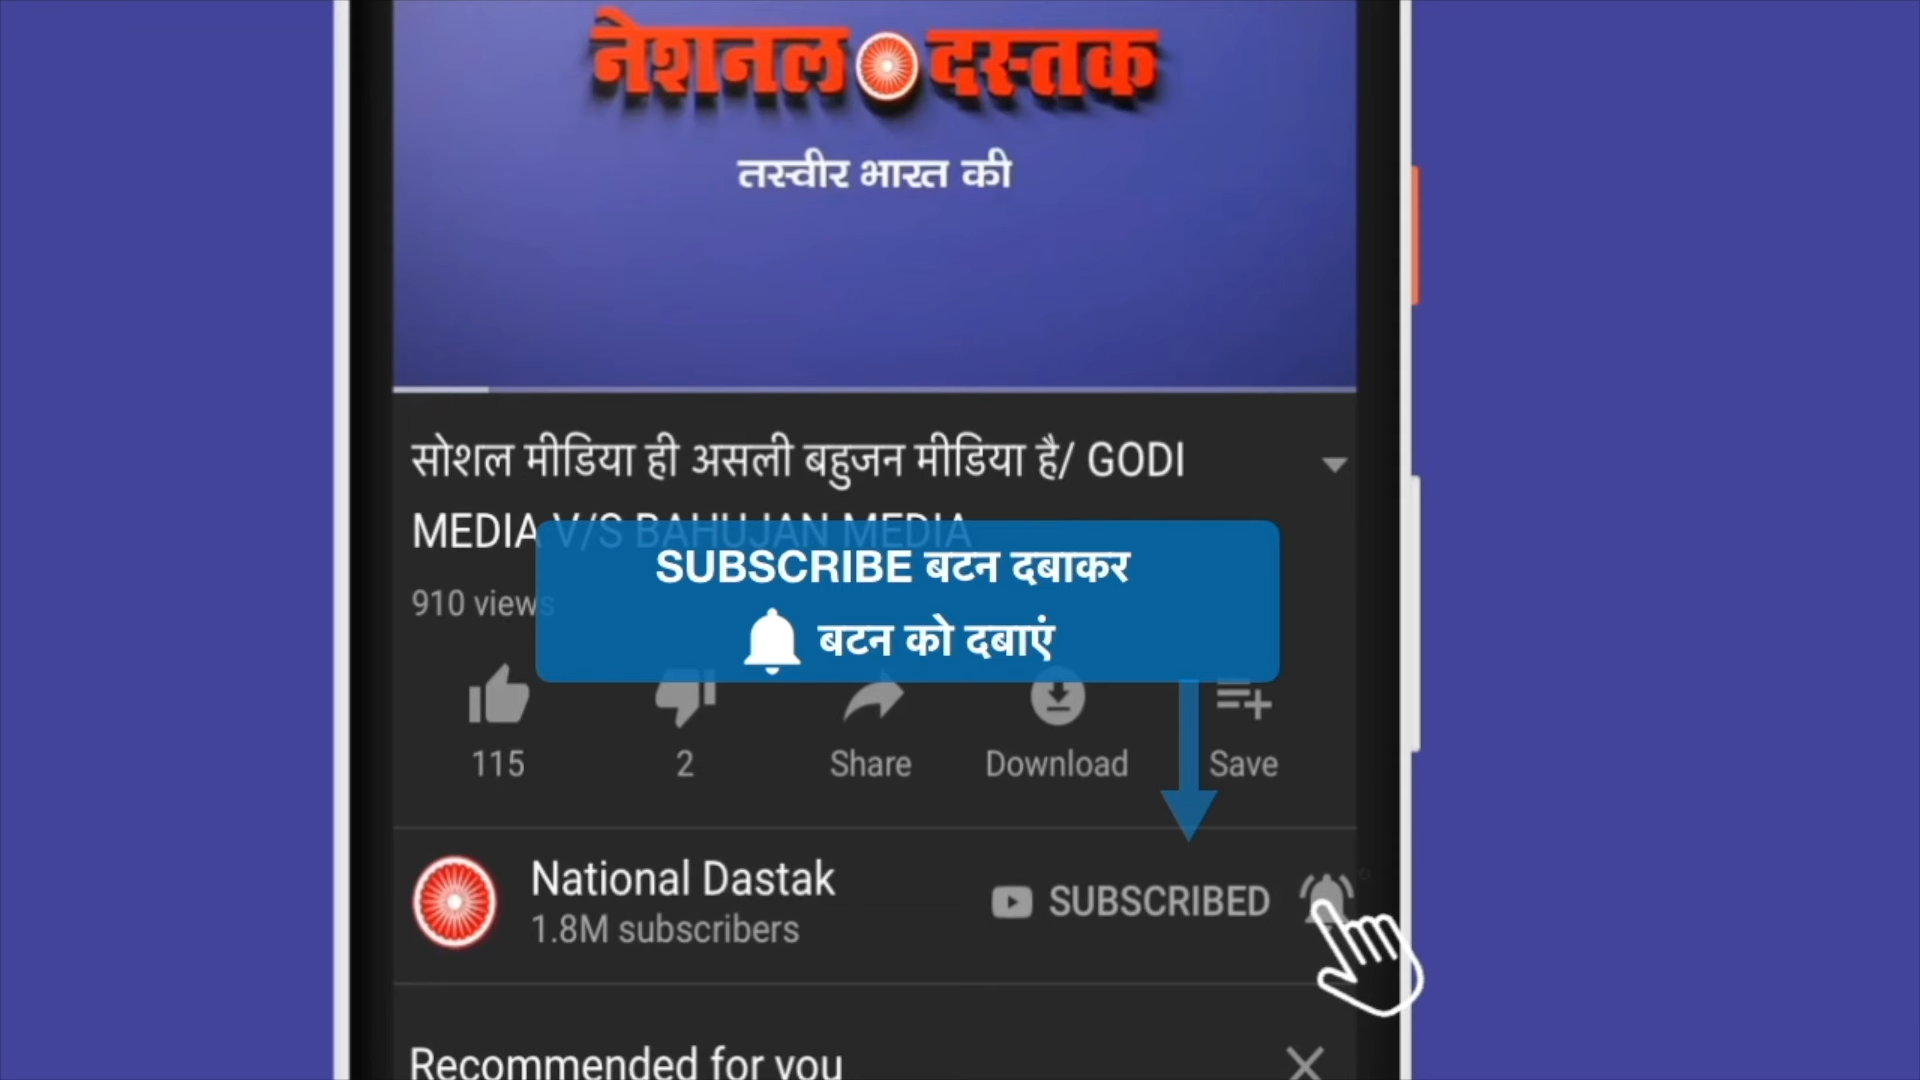 नेशनल दस्तक
तस्वीर भारत की
सोशल मीडिया ही असली बहुजन मीडिया है/ GODI
MEDIA V/S BAHUJAN MEDIA
910 views
SUBSCRIBE बटन दबाकर
बटन को दबाएं
115
2
Share
Download
Save
National Dastak
1.8M subscribers
SUBSCRIBED
Recommended for you